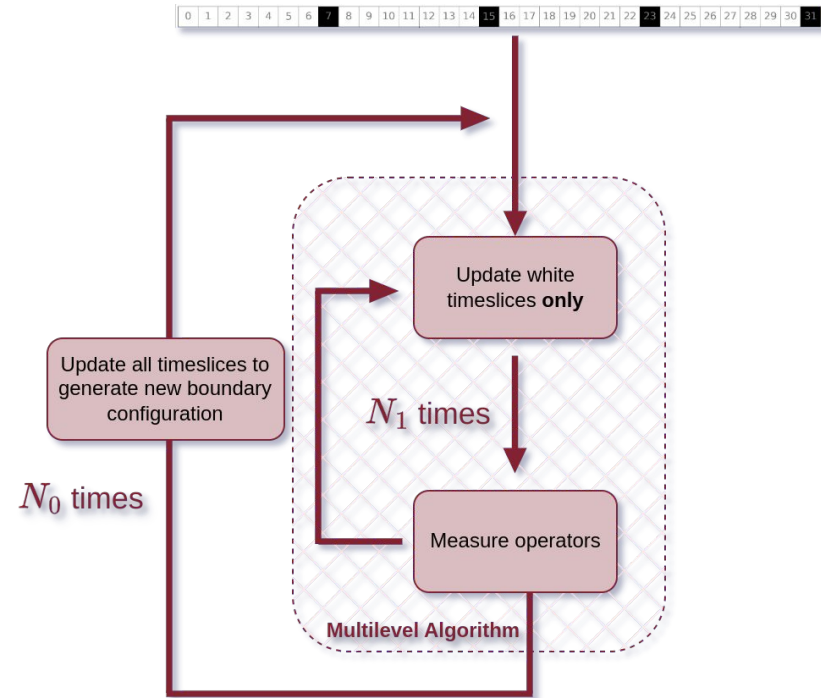 0 1 2 3 4 5 6 7 8 9 10 11 12 13 14 15 16 17 18 19 20 21 22 23 24 25 26 27 28 29 30 31
Update white
timeslices only
Update all timeslices to
generate new boundary
configuration
N₁ times
N₀ times
Measure operators
Multilevel Algorithm